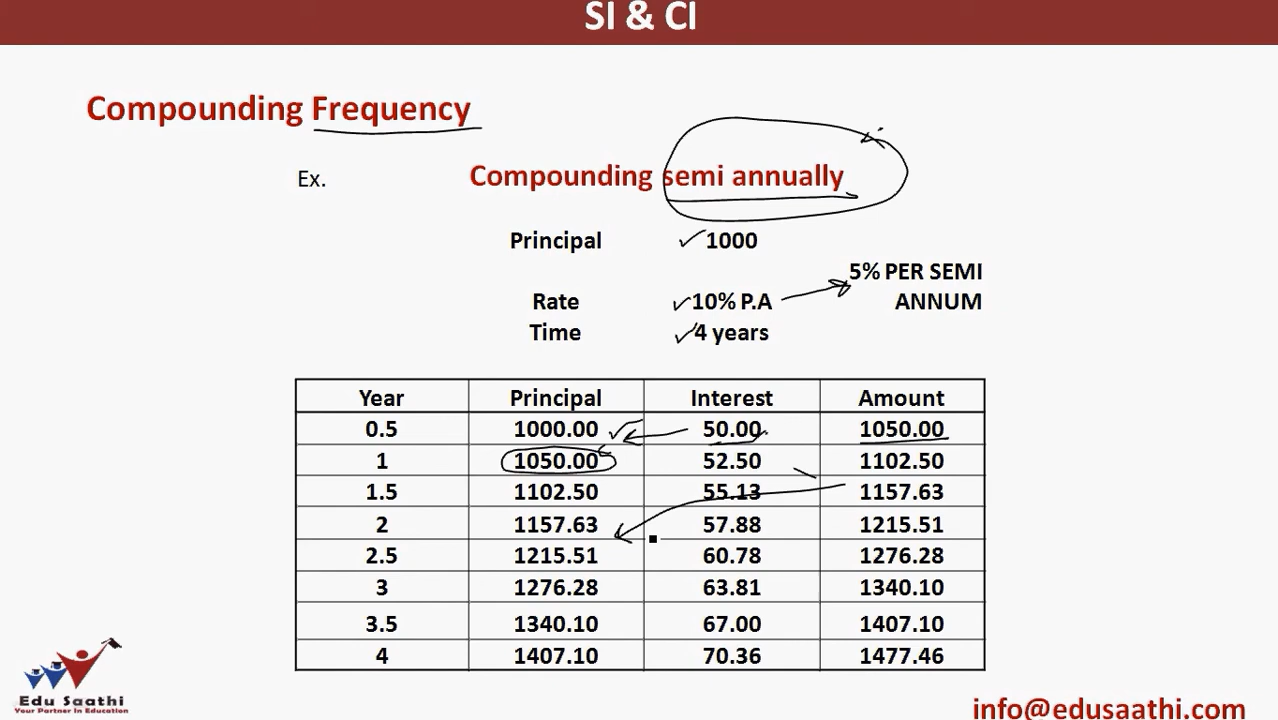 SI & CI
Compounding Frequency
Ex.
Compounding semi annually
Principal 1000
5% PER SEMI
Rate 10% P.A ANNUM
Time 4 years
Year Principal Interest Amount
0.5 1000.00 50.00 1050.00
1 1050.00 52.50 1102.50
1.5 1102.50 55.13 1157.63
2 1157.63 57.88 1215.51
2.5 1215.51 60.78 1276.28
3 1276.28 63.81 1340.10
3.5 1340.10 67.00 1407.10
4 1407.10 70.36 1477.46
Edu Saathi
Your Partner In Education
info@edusaathi.com